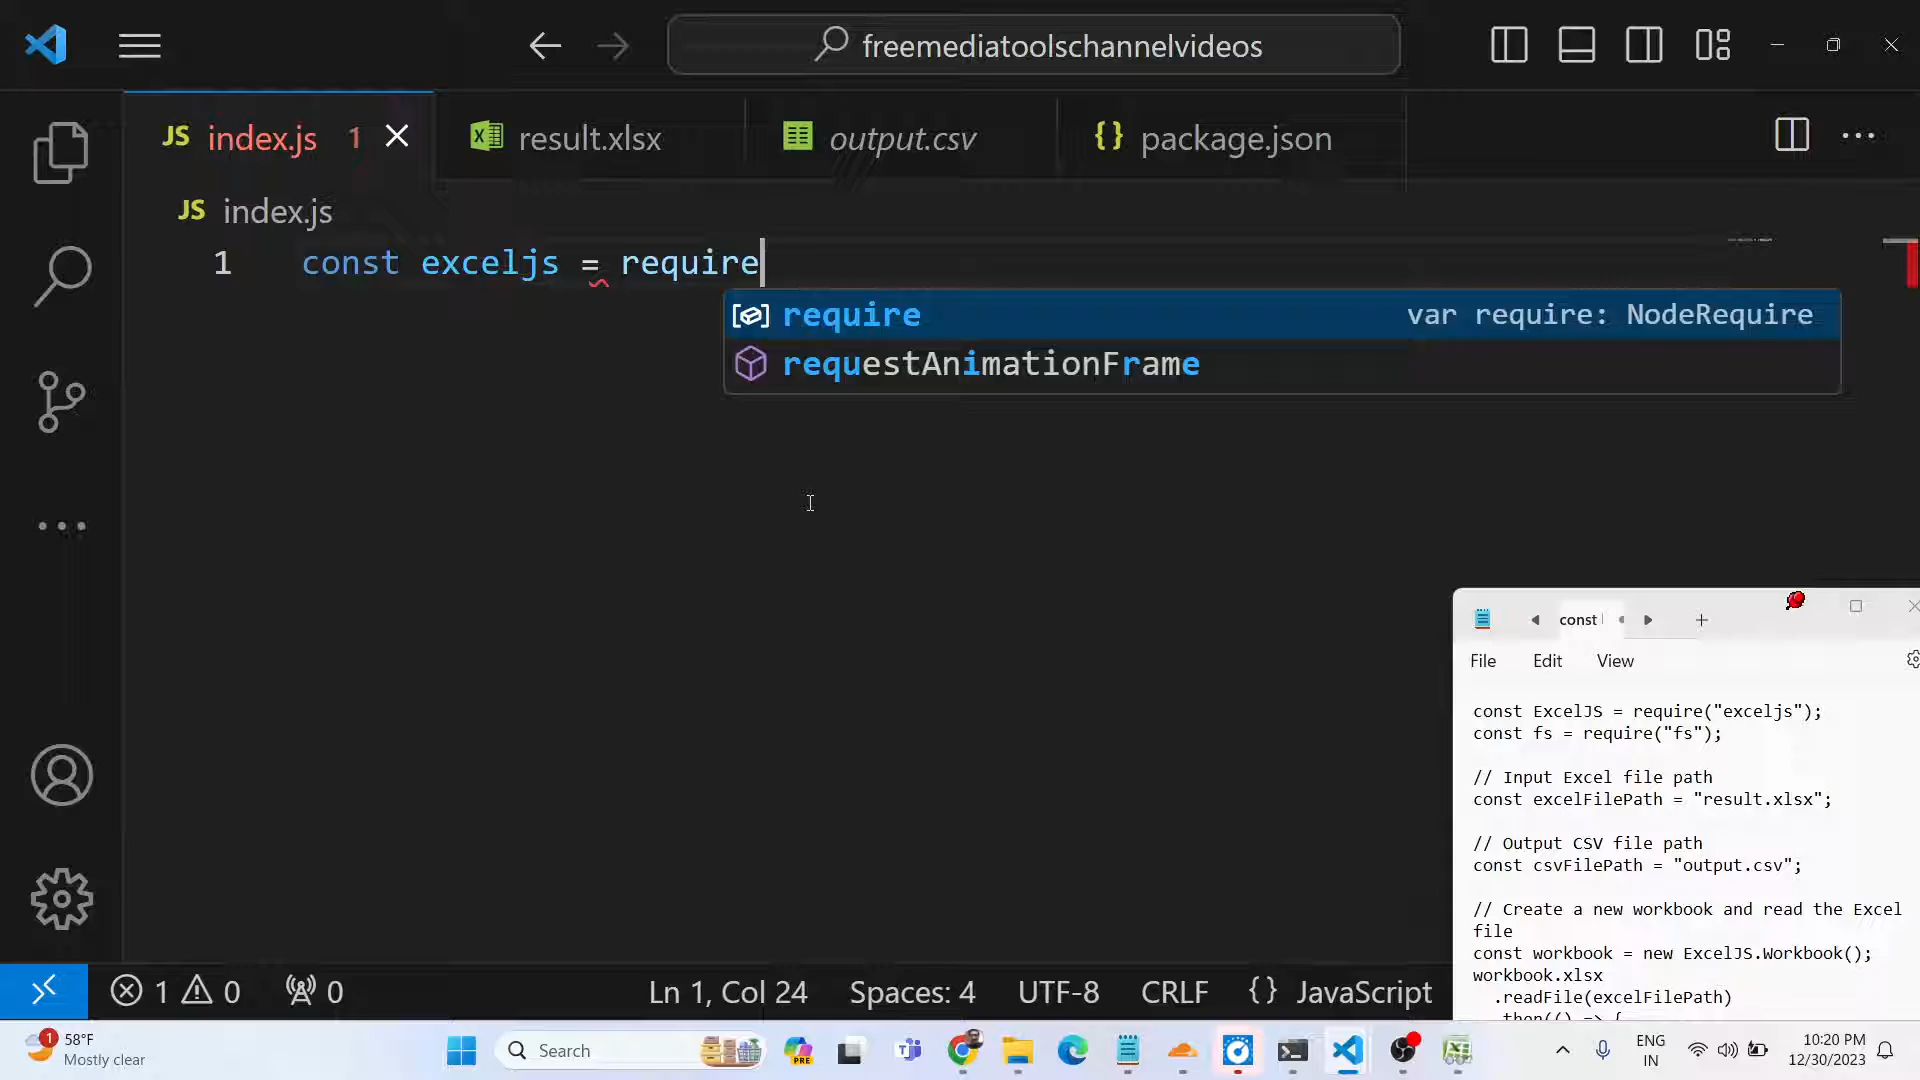 freemediatoolschannelvideos
JS index.js 1
result.xlsx
output.csv
{} package.json
JS index.js
1 const exceljs = require
require var require: NodeRequire
requestAnimationFrame
const
File Edit View
const ExcelJS = require("exceljs");
const fs = require("fs");
// Input Excel file path
const excelFilePath = "result.xlsx";
// Output CSV file path
const csvFilePath = "output.csv";
// Create a new workbook and read the Excel
file
const workbook = new ExcelJS.Workbook();
workbook.xlsx
.readFile(excelFilePath)
.then(() => {
1 0 0 Ln 1, Col 24 Spaces: 4 UTF-8 CRLF {} JavaScript
1 58°F
Mostly clear
Search
PRE
ENG
IN
10:20 PM
12/30/2023